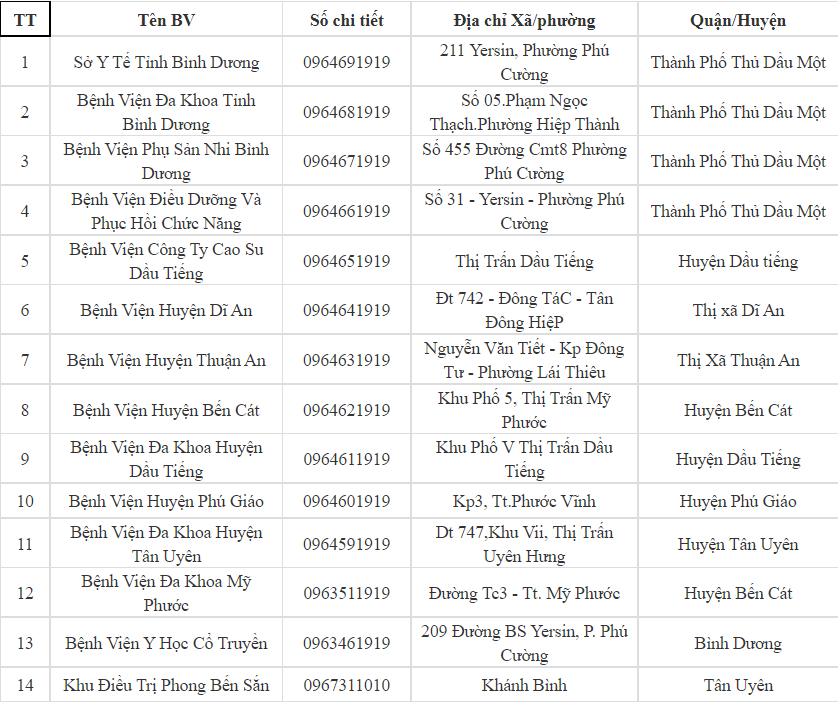 TT Tên BV Số chi tiết Địa chỉ Xã/phường Quận/Huyện
1 Sở Y Tế Tỉnh Bình Dương 0964691919 211 Yersin, Phường Phú Cường Thành Phố Thủ Dầu Một
2 Bệnh Viện Đa Khoa Tỉnh Bình Dương 0964681919 Số 05.Phạm Ngọc Thạch.Phường Hiệp Thành Thành Phố Thủ Dầu Một
3 Bệnh Viện Phụ Sản Nhi Bình Dương 0964671919 Số 455 Đường Cmt8 Phường Phú Cường Thành Phố Thủ Dầu Một
4 Bệnh Viện Điều Dưỡng Và Phục Hồi Chức Năng 0964661919 Số 31 - Yersin - Phường Phú Cường Thành Phố Thủ Dầu Một
5 Bệnh Viện Công Ty Cao Su Dầu Tiếng 0964651919 Thị Trấn Dầu Tiếng Huyện Dầu tiếng
6 Bệnh Viện Huyện Dĩ An 0964641919 Đt 742 - Đông TáC - Tân Đông HiệP Thị xã Dĩ An
7 Bệnh Viện Huyện Thuận An 0964631919 Nguyễn Văn Tiết - Kp Đông Tư - Phường Lái Thiêu Thị Xã Thuận An
8 Bệnh Viện Huyện Bến Cát 0964621919 Khu Phố 5, Thị Trấn Mỹ Phước Huyện Bến Cát
9 Bệnh Viện Đa Khoa Huyện Dầu Tiếng 0964611919 Khu Phố V Thị Trấn Dầu Tiếng Huyện Dầu Tiếng
10 Bệnh Viện Huyện Phú Giáo 0964601919 Kp3, Tt.Phước Vĩnh Huyện Phú Giáo
11 Bệnh Viện Đa Khoa Huyện Tân Uyên 0964591919 Dt 747,Khu Vii, Thị Trấn Uyên Hưng Huyện Tân Uyên
12 Bệnh Viện Đa Khoa Mỹ Phước 0963511919 Đường Tc3 - Tt. Mỹ Phước Huyện Bến Cát
13 Bệnh Viện Y Học Cổ Truyền 0963461919 209 Đường BS Yersin, P. Phú Cường Bình Dương
14 Khu Điều Trị Phong Bến Sắn 0967311010 Khánh Bình Tân Uyên